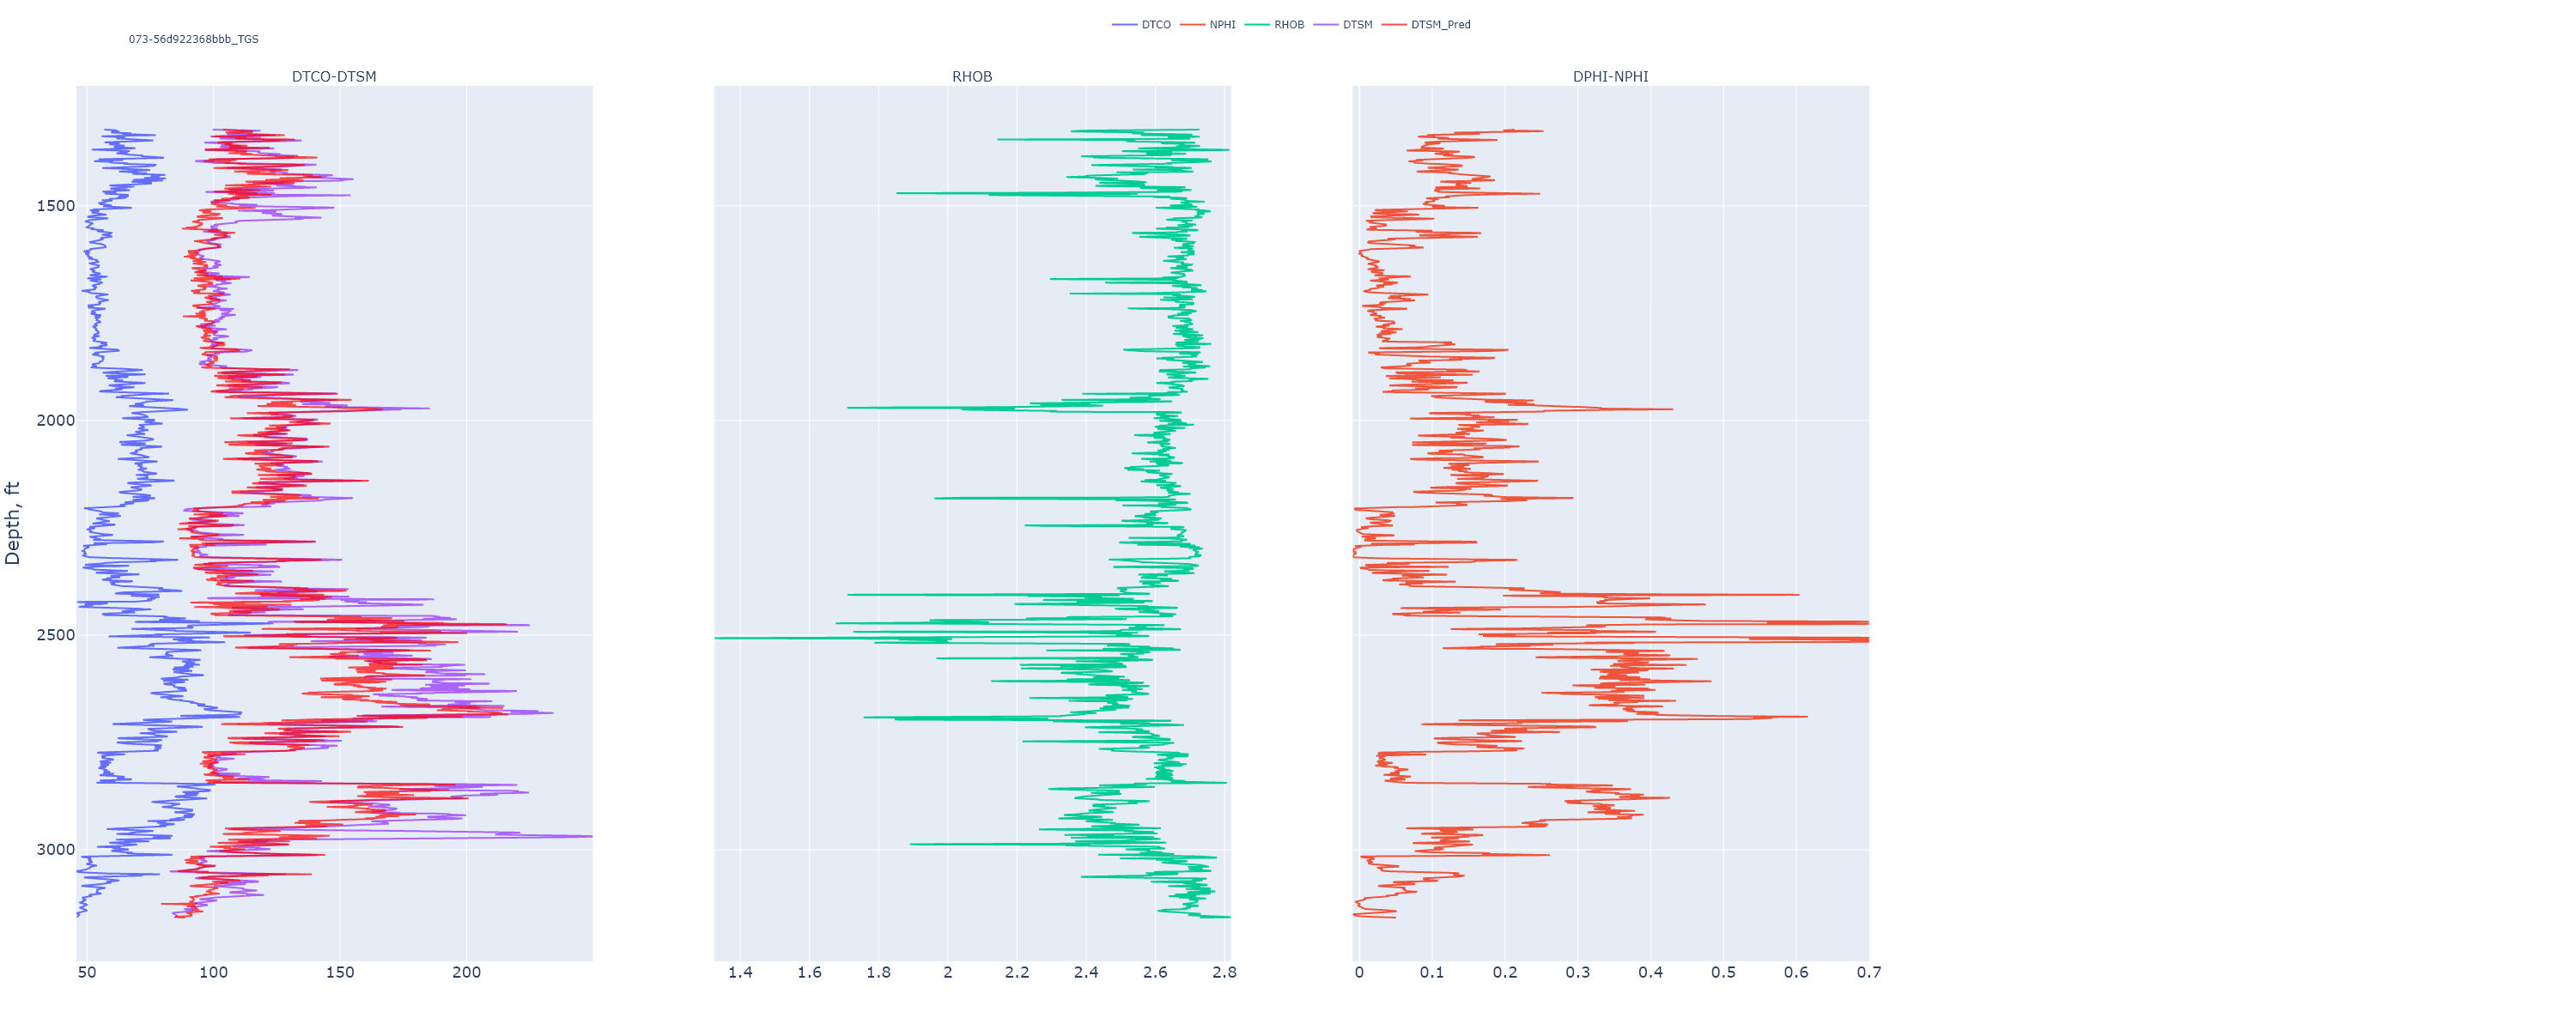 DTCO NPHI RHOB DTSM DTSM_Pred
073-56d922368bbb_TGS
DTCO-DTSM RHOB DPHI-NPHI
Depth, ft
1500
2000
2500
3000
50 100 150 200
1.4 1.6 1.8 2 2.2 2.4 2.6 2.8
0 0.1 0.2 0.3 0.4 0.5 0.6 0.7